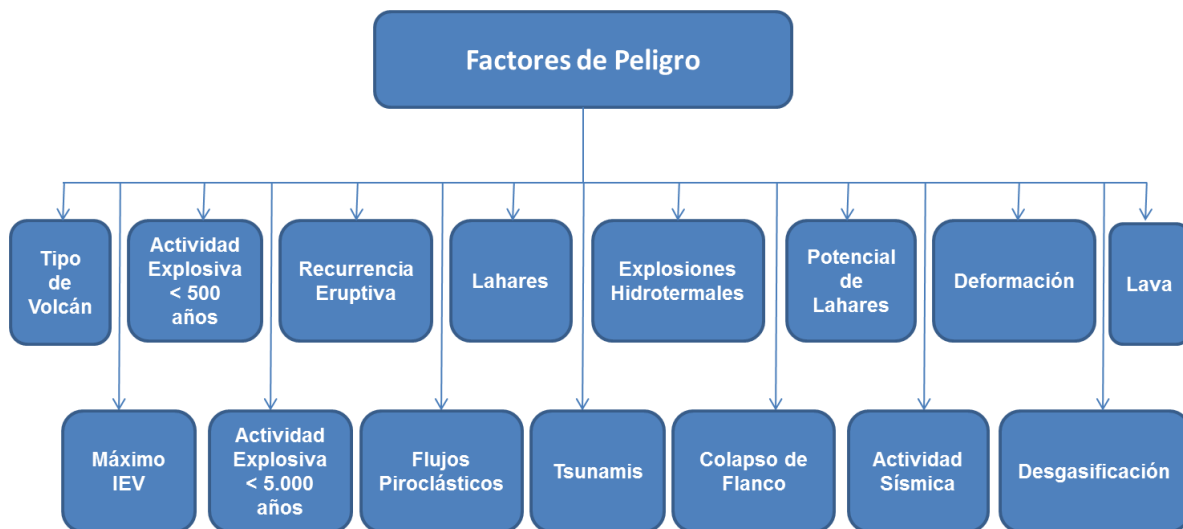 Factores de Peligro
Tipo
de
Volcán
Actividad
Explosiva
< 500
años
Recurrencia
Eruptiva
Lahares
Explosiones
Hidrotermales
Potencial
de
Lahares
Deformación
Lava
Máximo
IEV
Actividad
Explosiva
< 5.000
años
Flujos
Piroclásticos
Tsunamis
Colapso de
Flanco
Actividad
Sísmica
Desgasificación